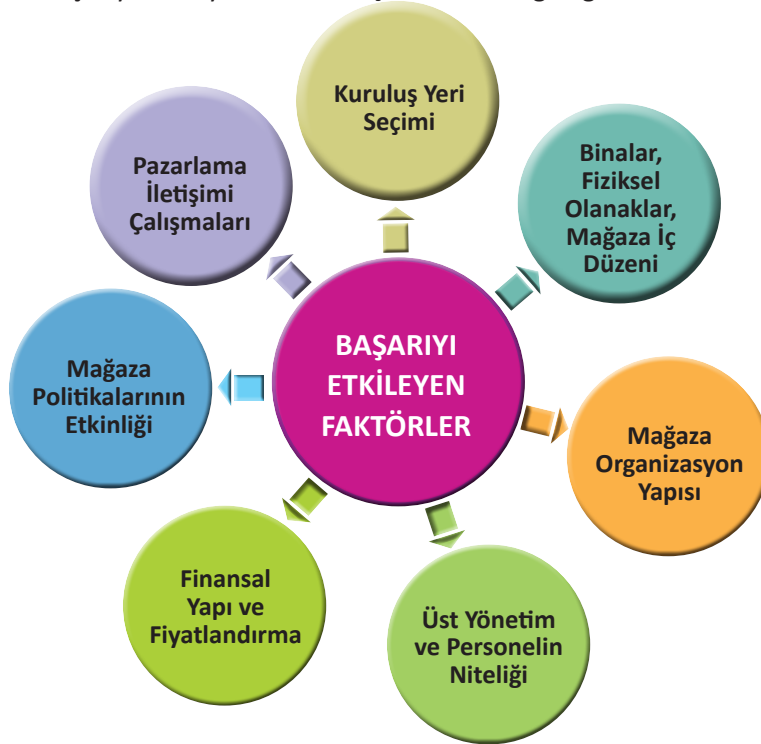 Kuruluş Yeri
Seçimi
Binalar,
Fiziksel
Olanaklar,
Mağaza İç
Düzeni
Mağaza
Organizasyon
Yapısı
Üst Yönetim
ve Personelin
Niteliği
Finansal
Yapı ve
Fiyatlandırma
Mağaza
Politikalarının
Etkinliği
Pazarlama
İletişimi
Çalışmaları
BAŞARIYI
ETKİLEYEN
FAKTÖRLER